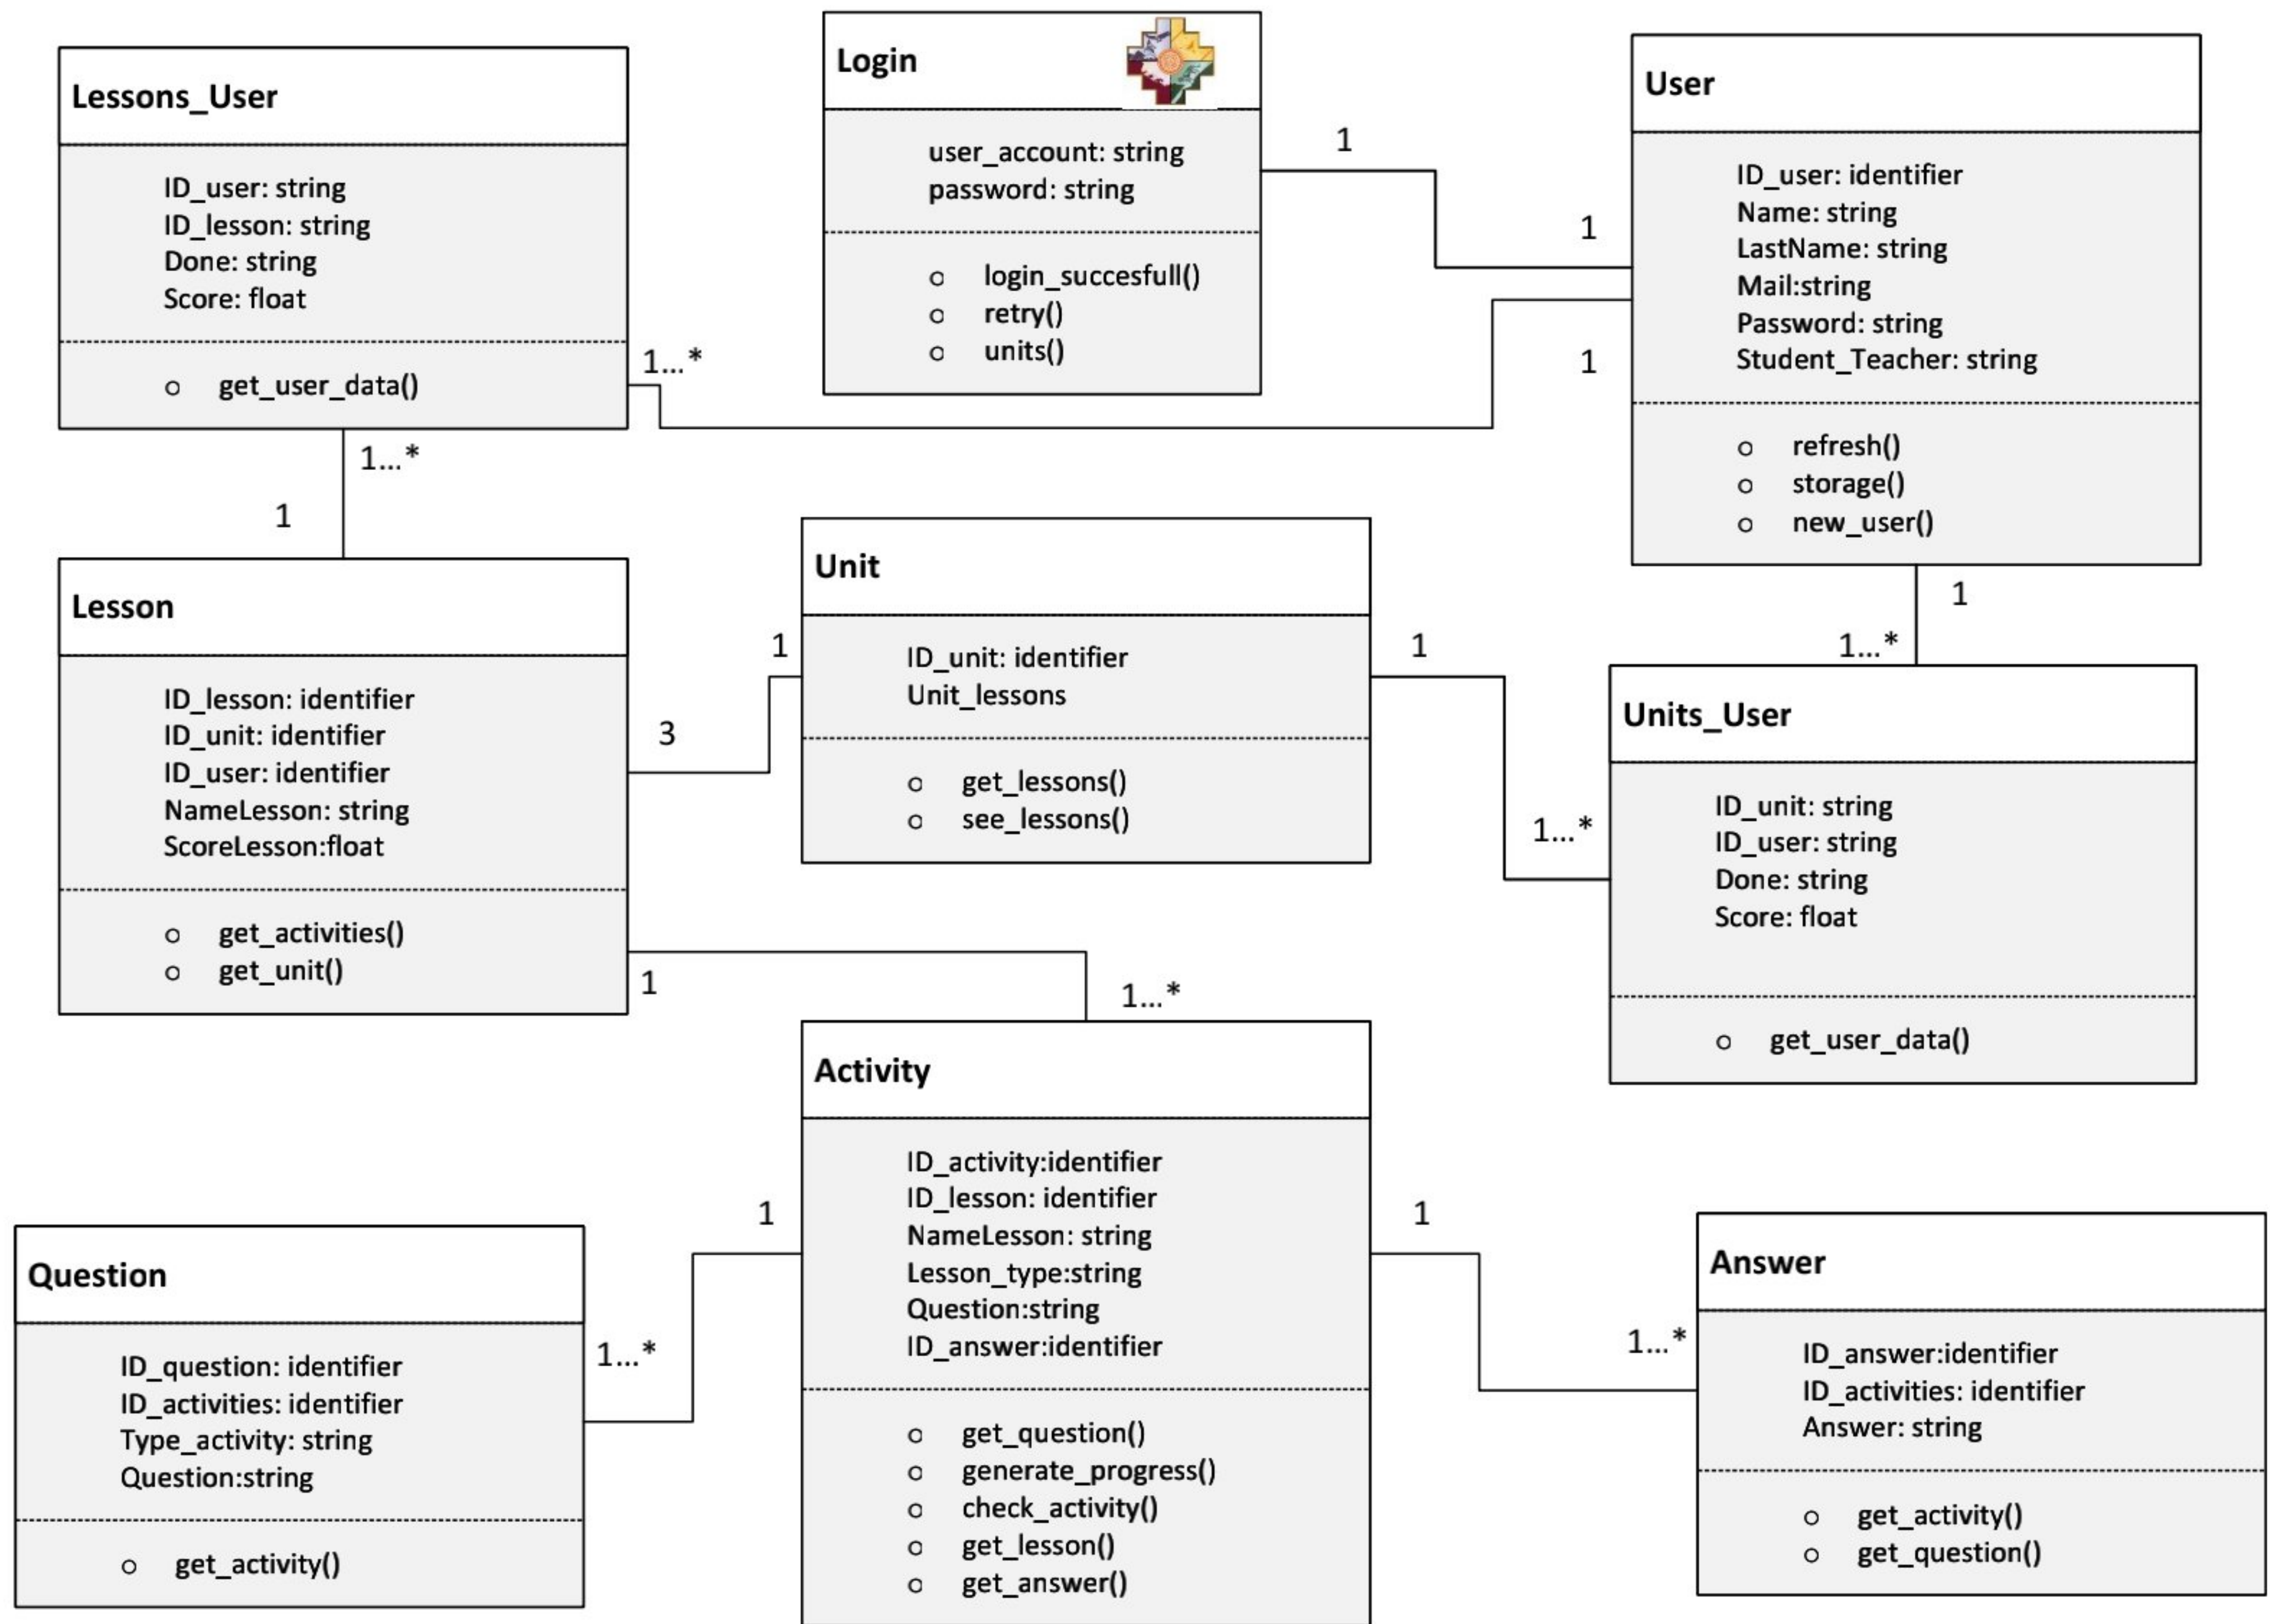 Lessons_User
ID_user: string
ID_lesson: string
Done: string
Score: float
get_user_data()
1...*
1...*
1
Login
user_account: string
password: string
login_succesfull()
retry()
units()
1
1
1
User
ID_user: identifier
Name: string
LastName: string
Mail:string
Password: string
Student_Teacher: string
refresh()
storage()
new_user()
1
1...*
Lesson
ID_lesson: identifier
ID_unit: identifier
ID_user: identifier
NameLesson: string
ScoreLesson:float
get_activities()
get_unit()
3
1
1
1...*
Unit
ID_unit: identifier
Unit_lessons
get_lessons()
see_lessons()
1
1...*
Units_User
ID_unit: string
ID_user: string
Done: string
Score: float
get_user_data()
Activity
ID_activity:identifier
ID_lesson: identifier
NameLesson: string
Lesson_type:string
Question:string
ID_answer:identifier
get_question()
generate_progress()
check_activity()
get_lesson()
get_answer()
1
1...*
Question
ID_question: identifier
ID_activities: identifier
Type_activity: string
Question:string
get_activity()
1
1...*
Answer
ID_answer:identifier
ID_activities: identifier
Answer: string
get_activity()
get_question()